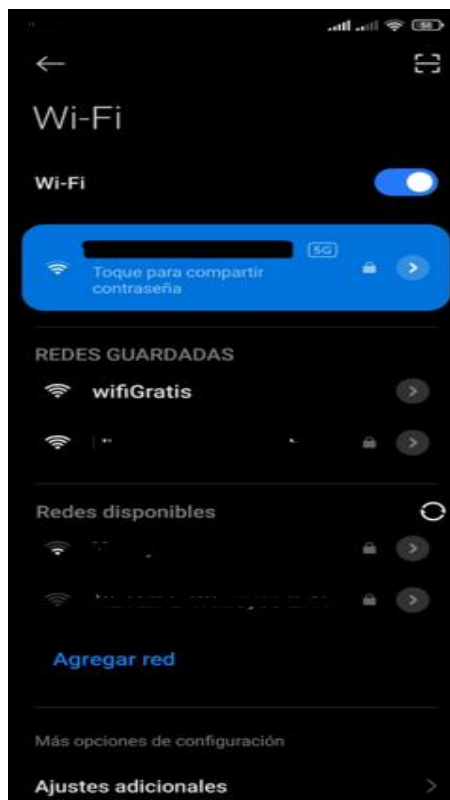 56
Wi-Fi
Wi-Fi
5G
Toque para compartir
contraseña
REDES GUARDADAS
wifiGratis
Redes disponibles
Agregar red
Más opciones de configuración
Ajustes adicionales